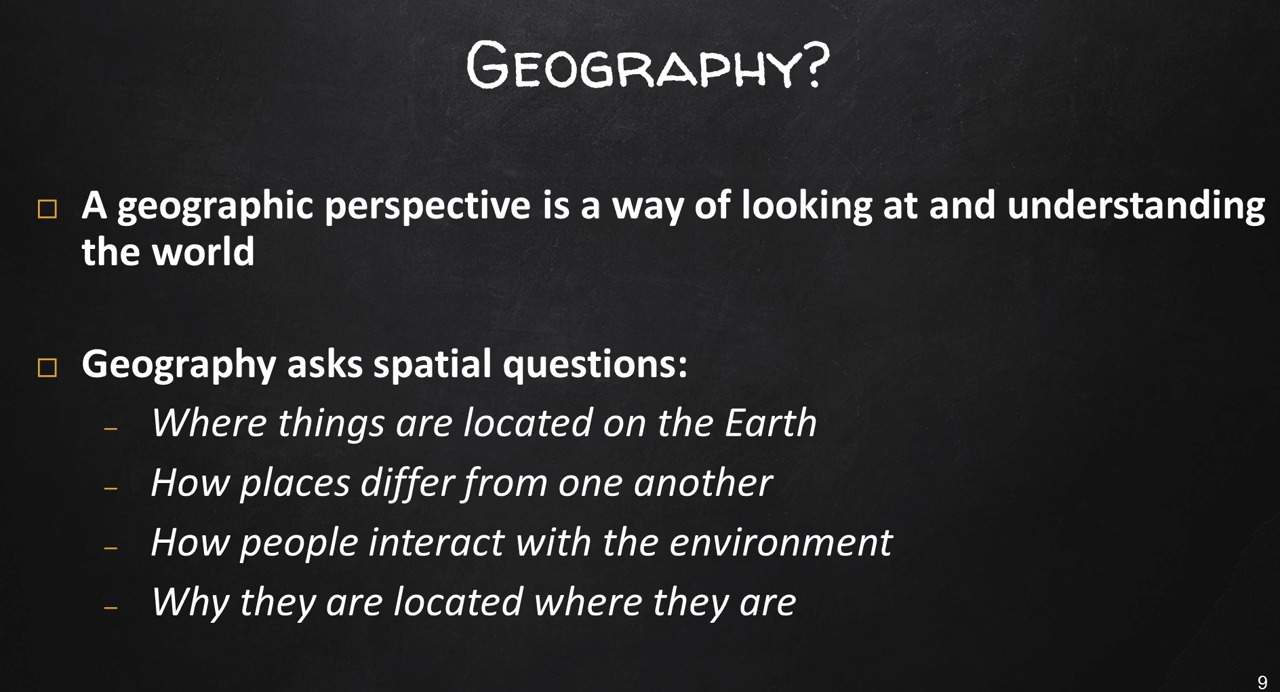 Geography?
A geographic perspective is a way of looking at and understanding
the world
Geography asks spatial questions:
– Where things are located on the Earth
– How places differ from one another
– How people interact with the environment
– Why they are located where they are
9